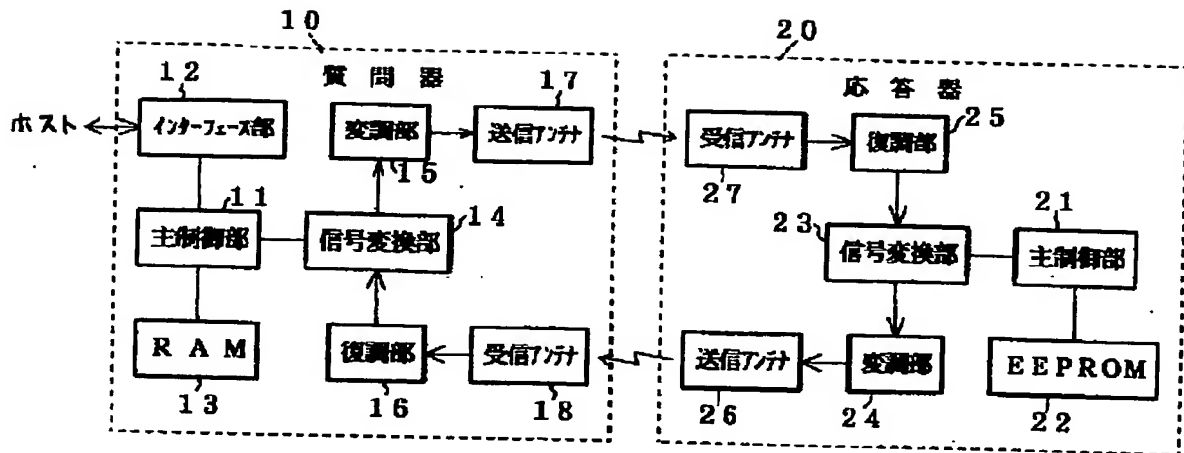 10
質問器
12
インターフェース部
ホスト
変調部
15
17
送信アンテナ
11
主制御部
14
信号変換部
RAM
13
復調部
16
受信アンテナ
18
20
応答器
受信アンテナ
27
復調部
25
23
信号変換部
21
主制御部
送信アンテナ
26
変調部
24
EEPROM
22